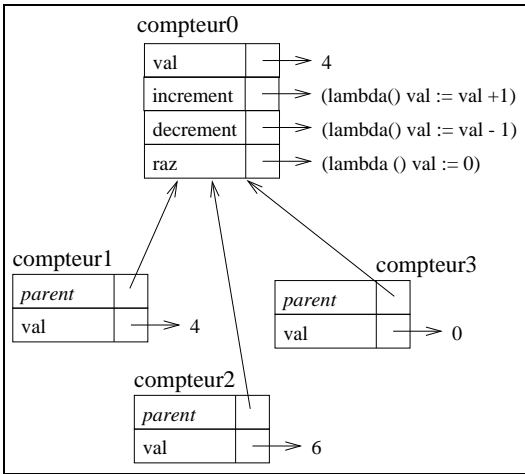 compteur0
val 4
increment (lambda() val := val +1)
decrement (lambda() val := val - 1)
raz (lambda () val := 0)
compteur1
parent
val 4
compteur3
parent
val 0
compteur2
parent
val 6